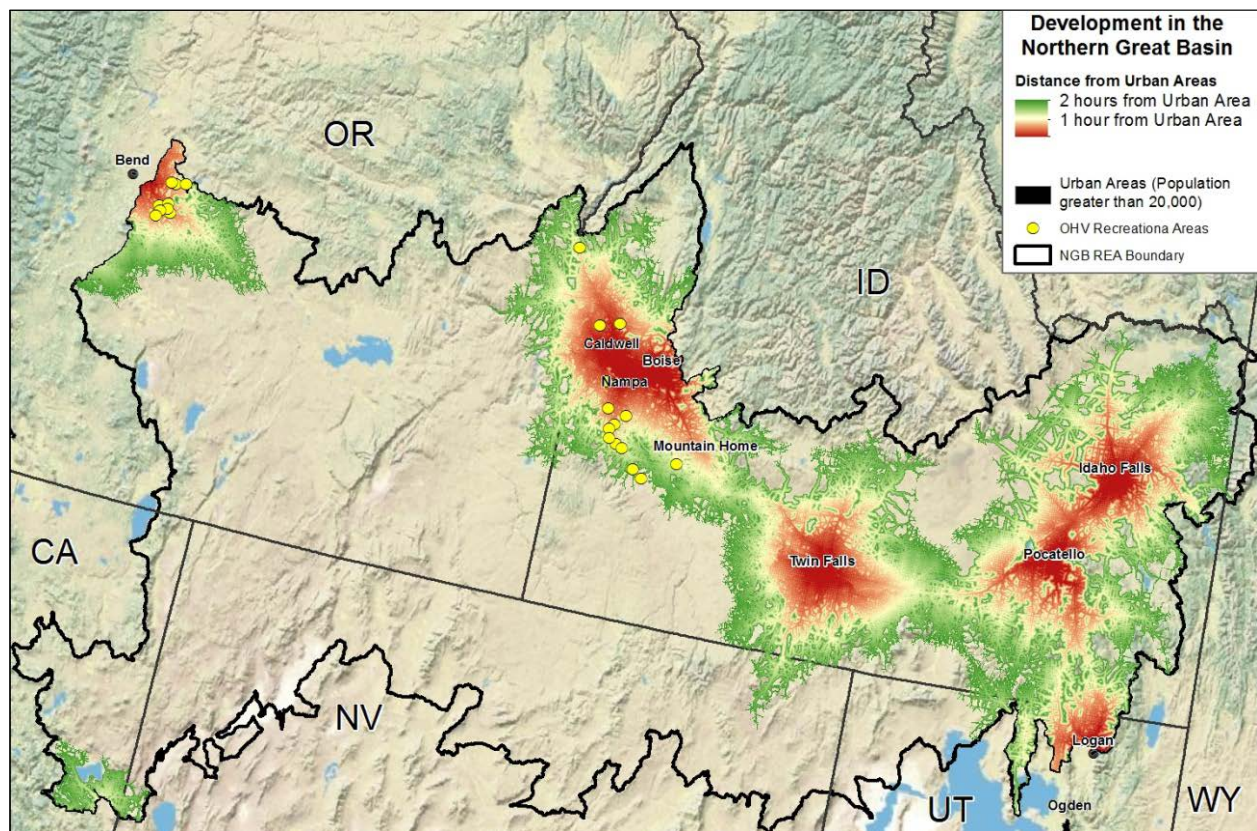 Development in the
Northern Great Basin
Distance from Urban Areas
2 hours from Urban Area
1 hour from Urban Area
Urban Areas (Population
greater than 20,000)
OHV Recreationa Areas
NGB REA Boundary
OR
Bend
ID
Caldwell
Boise
Nampa
Mountain Home
Idaho Falls
CA
Twin Falls
Pocatello
NV
Logan
UT
Ogden
WY